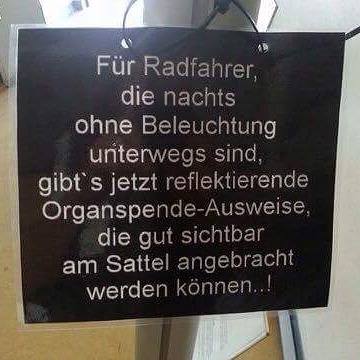 Für Radfahrer,
die nachts
ohne Beleuchtung
unterwegs sind,
gibt`s jetzt reflektierende
Organspende-Ausweise,
die gut sichtbar
am Sattel angebracht
werden können..!